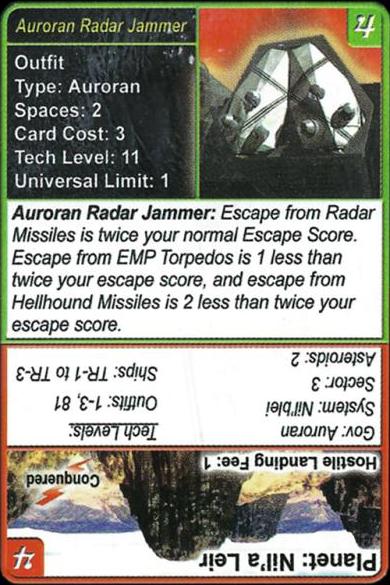 Auroran Radar Jammer
4
Outfit
Type: Auroran
Spaces: 2
Card Cost: 3
Tech Level: 11
Universal Limit: 1
Auroran Radar Jammer: Escape from Radar
Missiles is twice your normal Escape Score.
Escape from EMP Torpedos is 1 less than
twice your escape score, and escape from
Hellhound Missiles is 2 less than twice your
escape score.
Planet: Nil'a Leir
Hostile Landing Fee: 1
Conquered
Gov: Auroran
System: Nil'blei
Sector: 3
Asteroids: 2
Tech Levels:
Outfits: 1-3, 81
Ships: TR-1 to TR-3